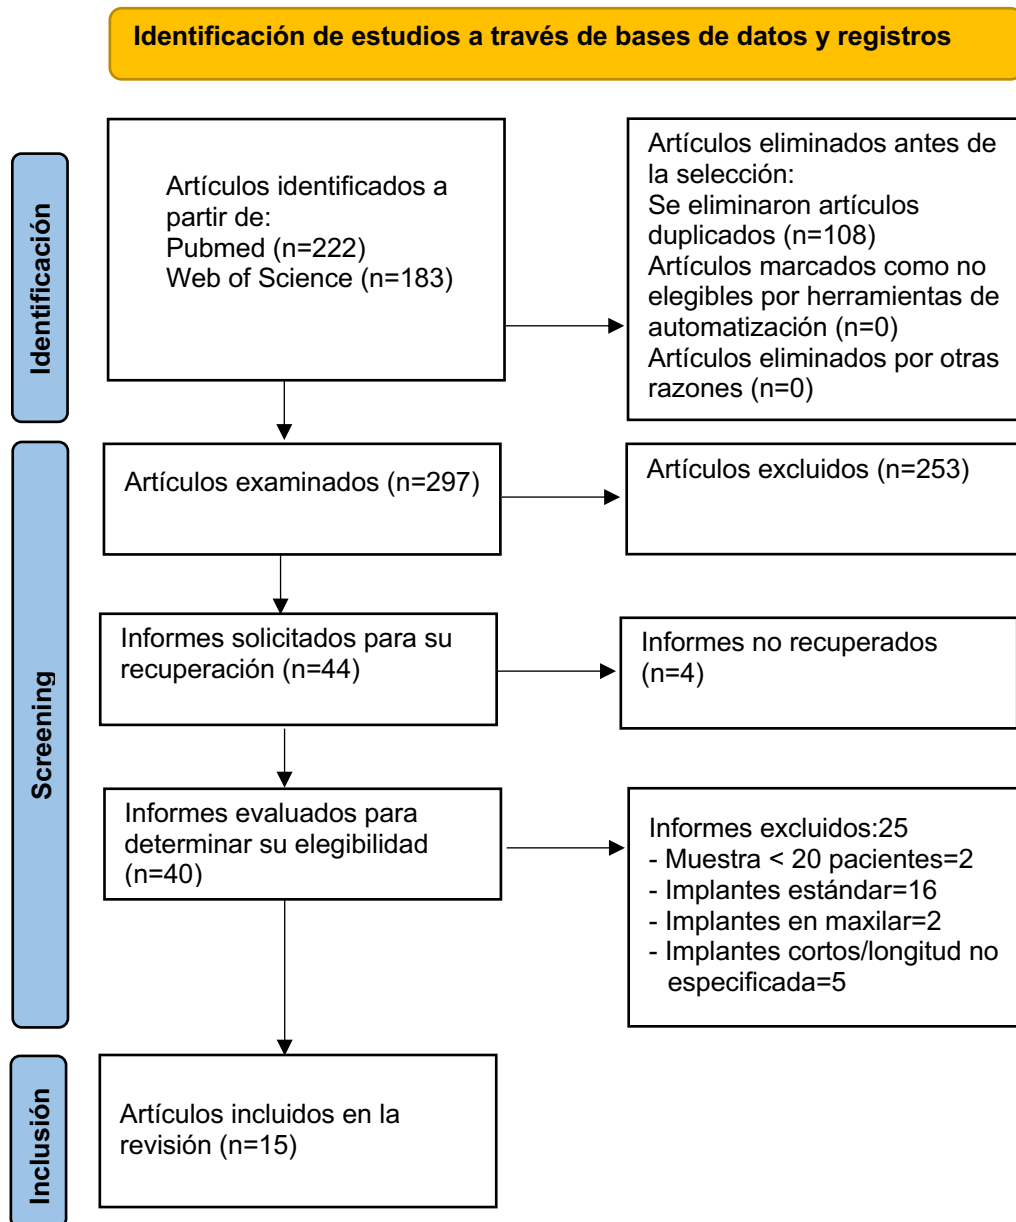 Identificación de estudios a través de bases de datos y registros
Identificación
Artículos identificados a
partir de:
Pubmed (n=222)
Web of Science (n=183)
Artículos eliminados antes de
la selección:
Se eliminaron artículos
duplicados (n=108)
Artículos marcados como no
elegibles por herramientas de
automatización (n=0)
Artículos eliminados por otras
razones (n=0)
Screening
Artículos examinados (n=297)
Artículos excluidos (n=253)
Informes solicitados para su
recuperación (n=44)
Informes no recuperados
(n=4)
Informes evaluados para
determinar su elegibilidad
(n=40)
Informes excluidos:25
- Muestra < 20 pacientes=2
- Implantes estándar=16
- Implantes en maxilar=2
- Implantes cortos/longitud no
especificada=5
Inclusión
Artículos incluidos en la
revisión (n=15)